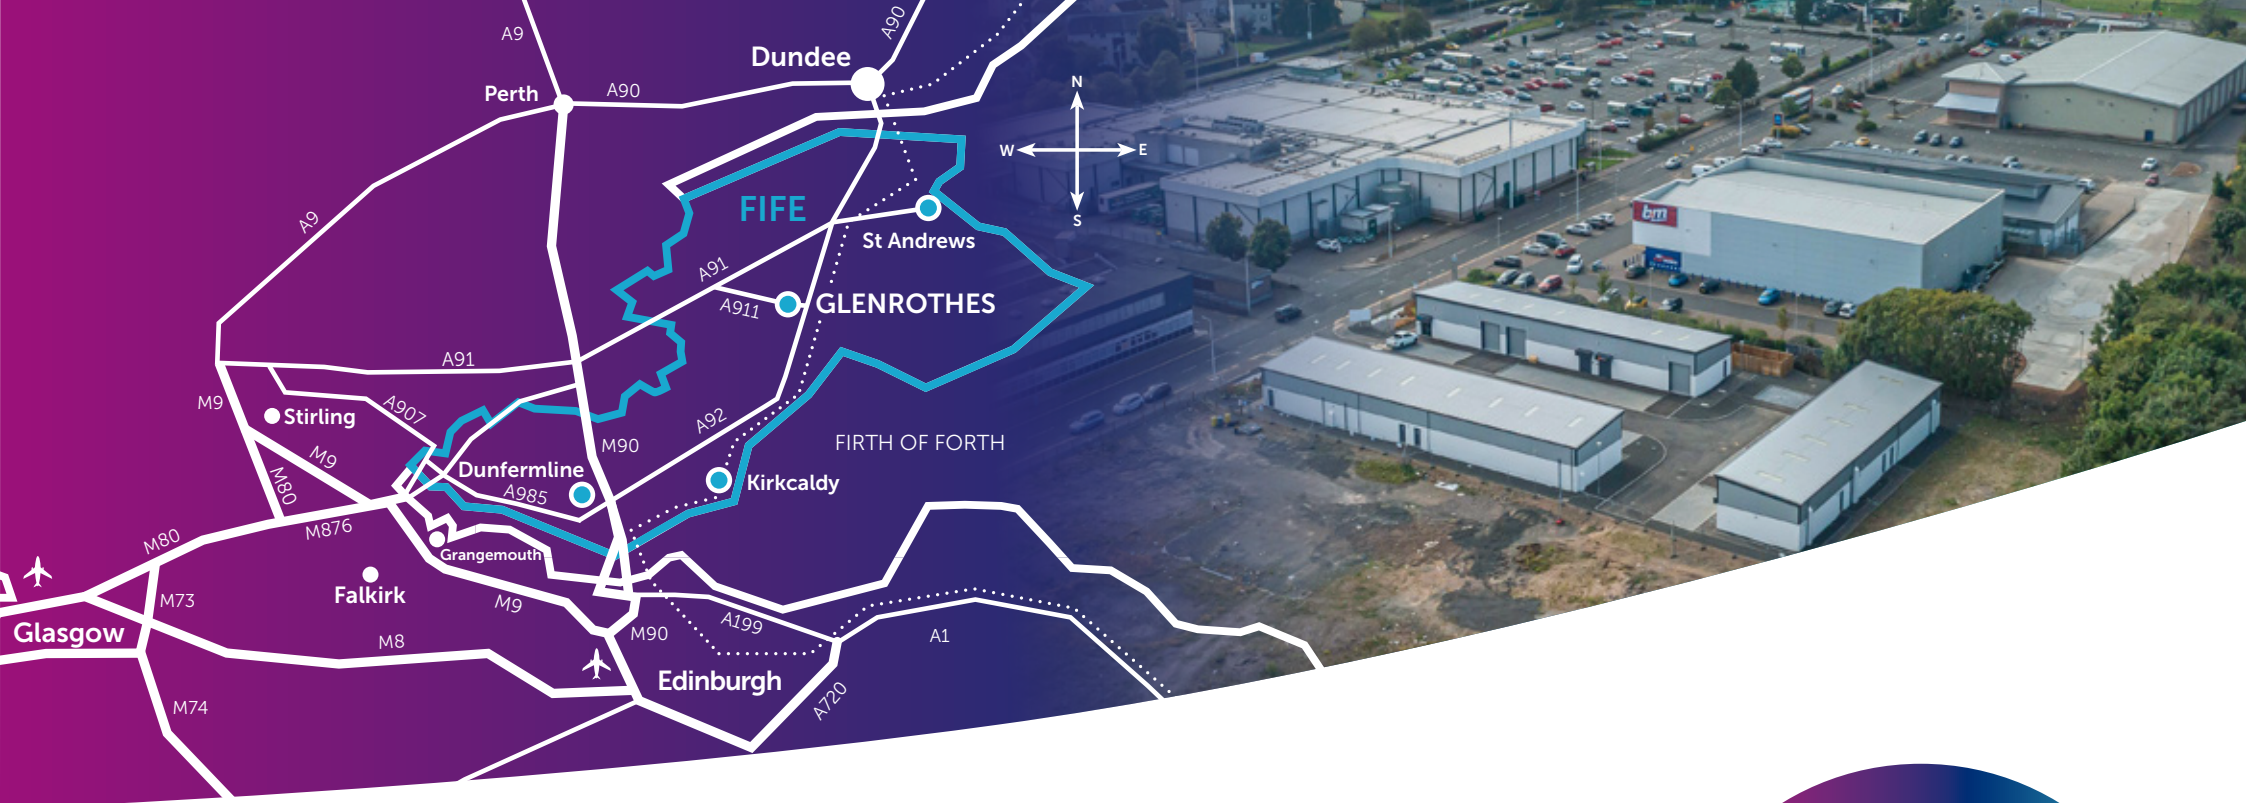 A9
A90
Dundee
Perth
A90
N
W
E
S
FIFE
A9
St Andrews
A91
A911
GLENROTHES
A91
M9
Stirling
A907
A92
M90
FIRTH OF FORTH
M9
M80
Dunfermline
A985
Kirkcaldy
M876
M80
Grangemouth
Falkirk
M73
M9
A199
Glasgow
M8
M90
A1
Edinburgh
A720
M74
bm